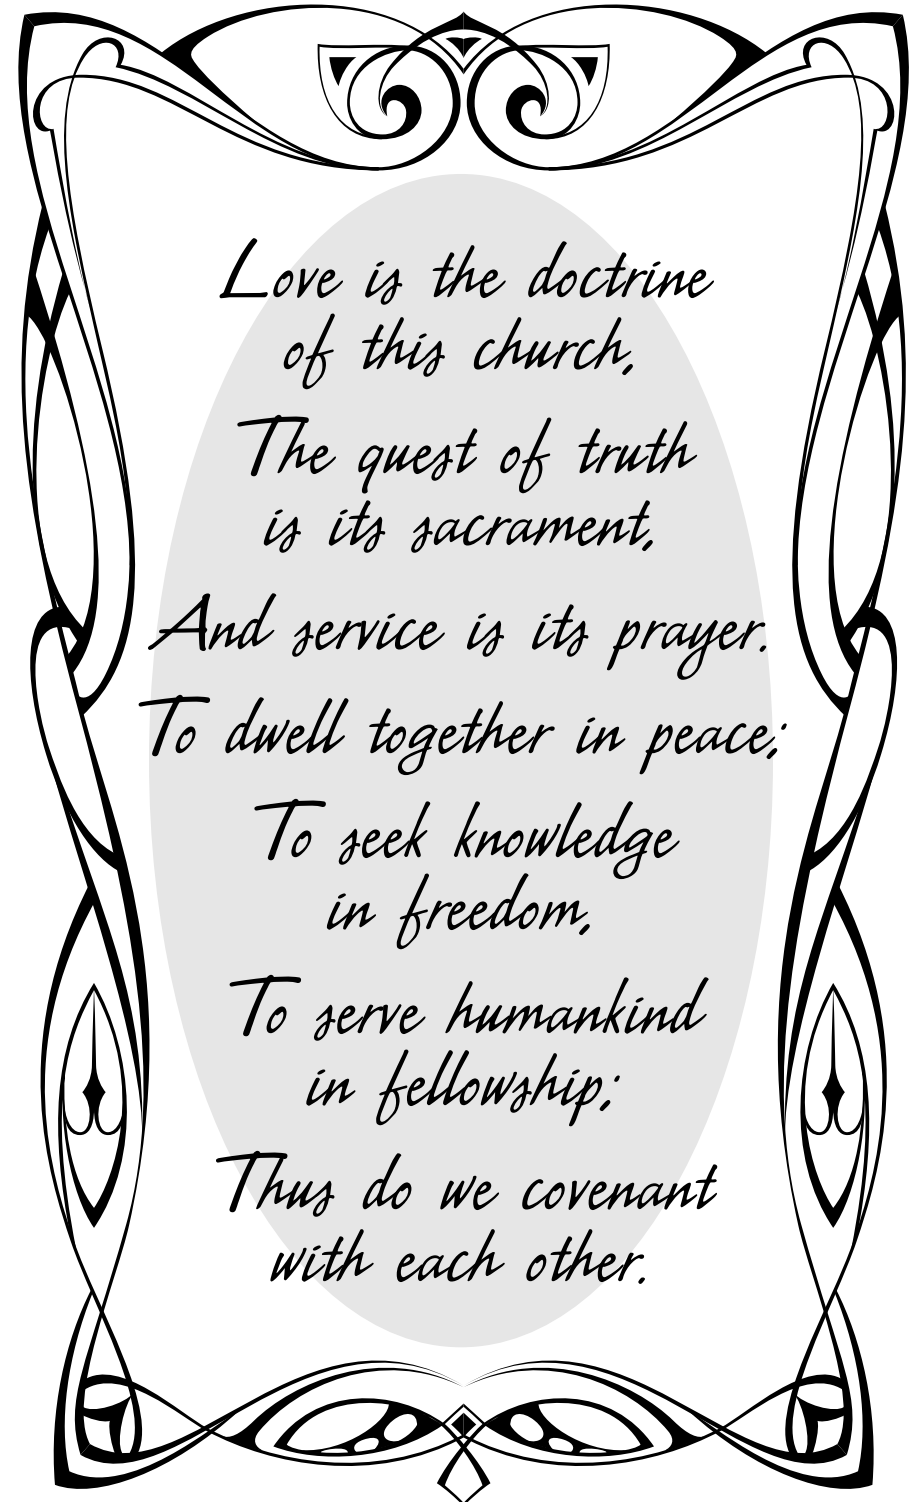 Love is the doctrine
of this church,
The quest of truth
is its sacrament,
And service is its prayer.
To dwell together in peace;
To seek knowledge
in freedom,
To serve humankind
in fellowship;
Thus do we covenant
with each other.